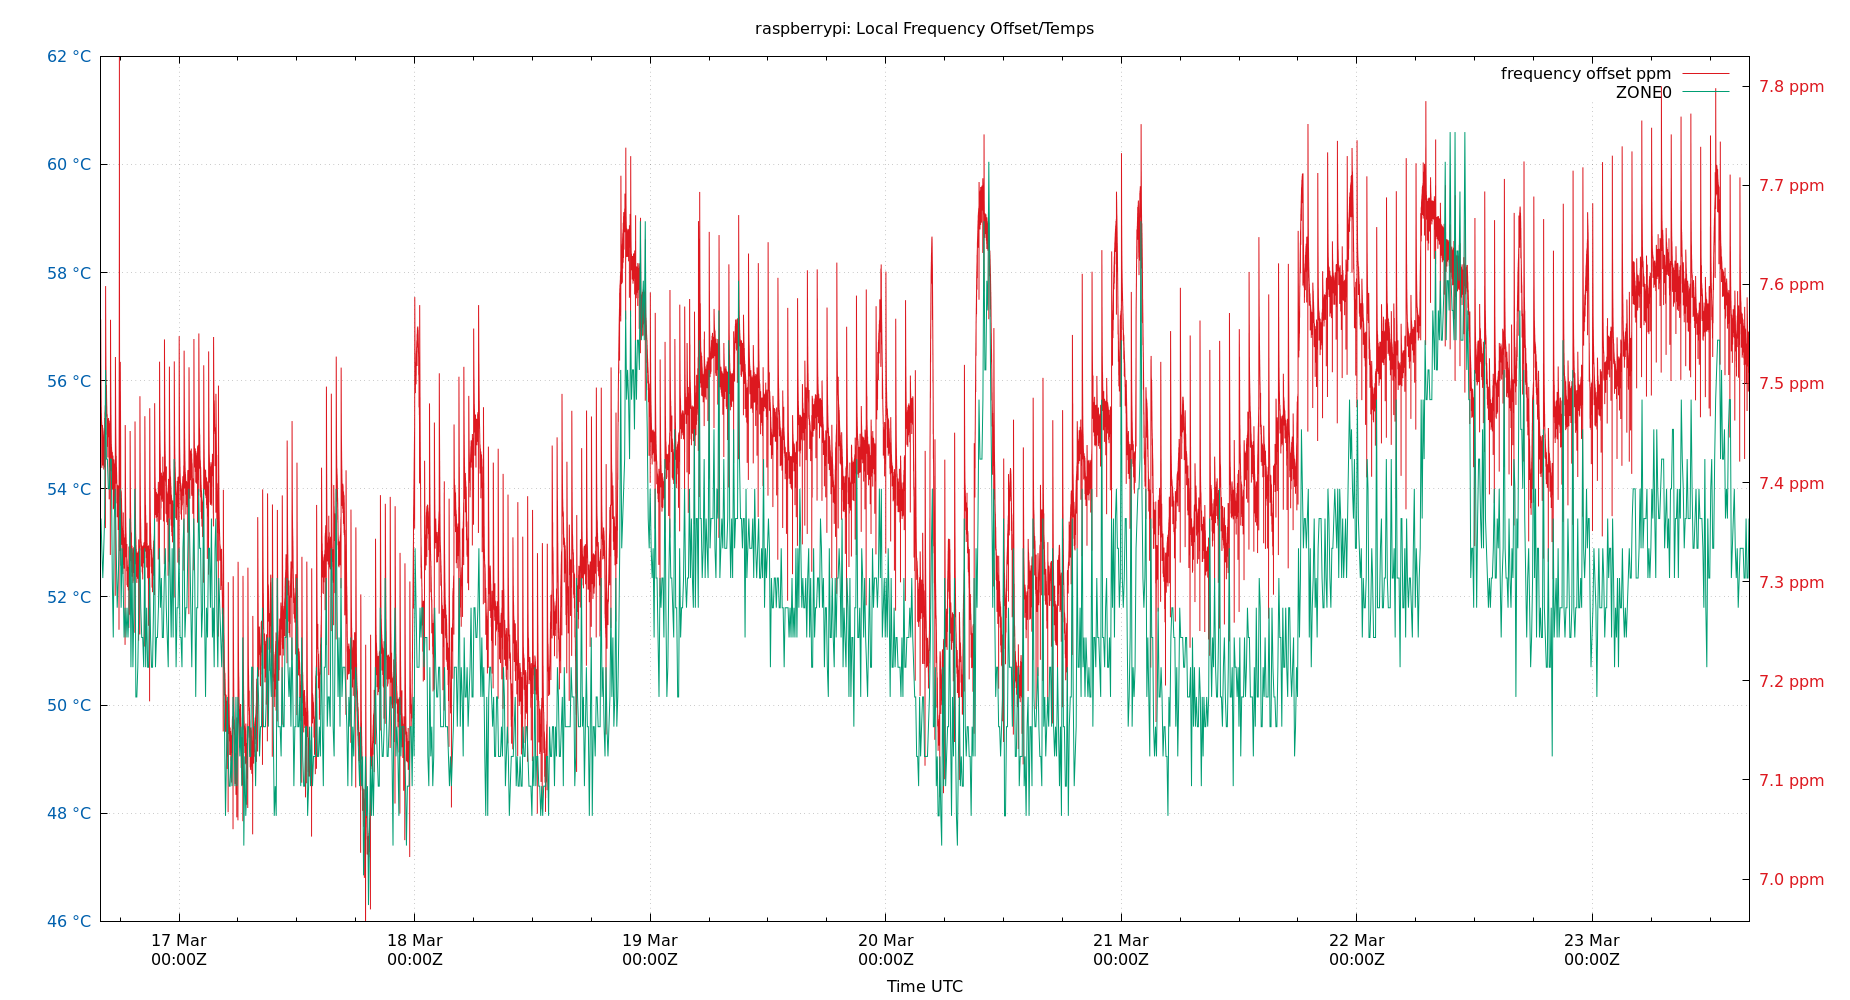 raspberrypi: Local Frequency Offset/Temps
62 °C
60 °C
58 °C
56 °C
54 °C
52 °C
50 °C
48 °C
46 °C
frequency offset ppm
ZONE0
7.8 ppm
7.7 ppm
7.6 ppm
7.5 ppm
7.4 ppm
7.3 ppm
7.2 ppm
7.1 ppm
7.0 ppm
17 Mar
00:00Z
18 Mar
00:00Z
19 Mar
00:00Z
20 Mar
00:00Z
21 Mar
00:00Z
22 Mar
00:00Z
23 Mar
00:00Z
Time UTC